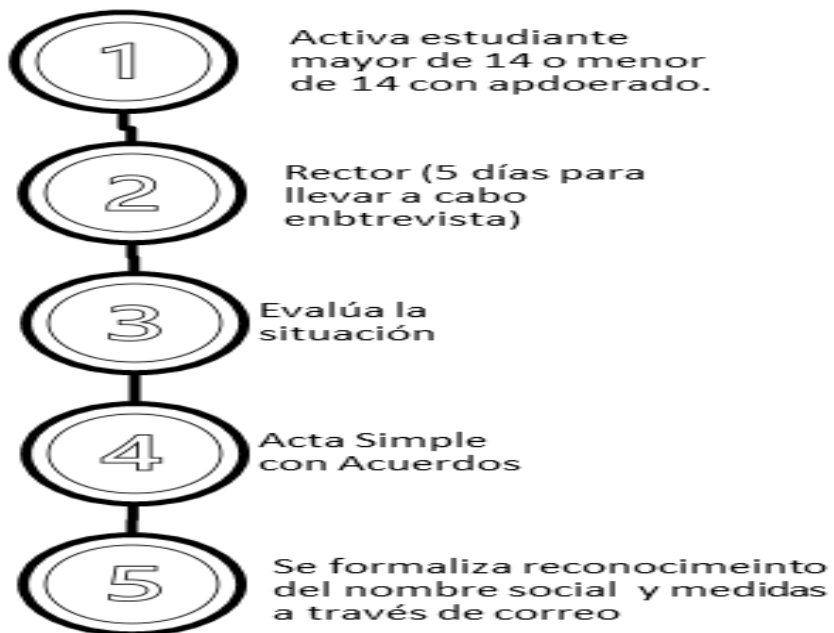 1
Activa estudiante
mayor de 14 o menor
de 14 con apdoerado.
2
Rector (5 días para
llevar a cabo
enbtrevista)
3
Evalúa la
situación
4
Acta Simple
con Acuerdos
5
Se formaliza reconocimeinto
del nombre social y medidas
a través de correo